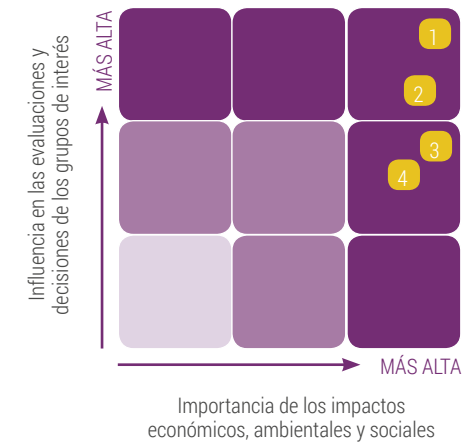 Influencia en las evaluaciones y
decisiones de los grupos de interés
MÁS ALTA
1
2
3
4
MÁS ALTA
Importancia de los impactos
económicos, ambientales y sociales